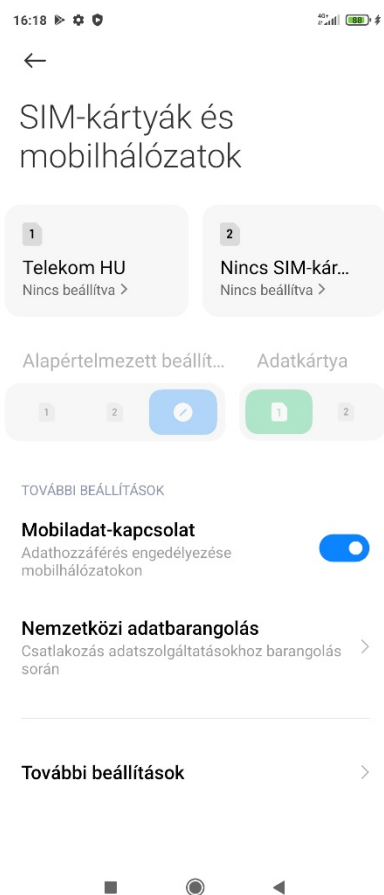 16:18
4G+
88
SIM-kártyák és
mobilhálózatok
1
2
Telekom HU
Nincs SIM-kár...
Nincs beállítva >
Nincs beállítva >
Alapértelmezett beállít...
Adatkártya
1
2
1
2
TOVÁBBI BEÁLLÍTÁSOK
Mobiladat-kapcsolat
Adathozzáférés engedélyezése
mobilhálózatokon
Nemzetközi adatbarangolás
Csatlakozás adatszolgáltatásokhoz barangolás
során
További beállítások